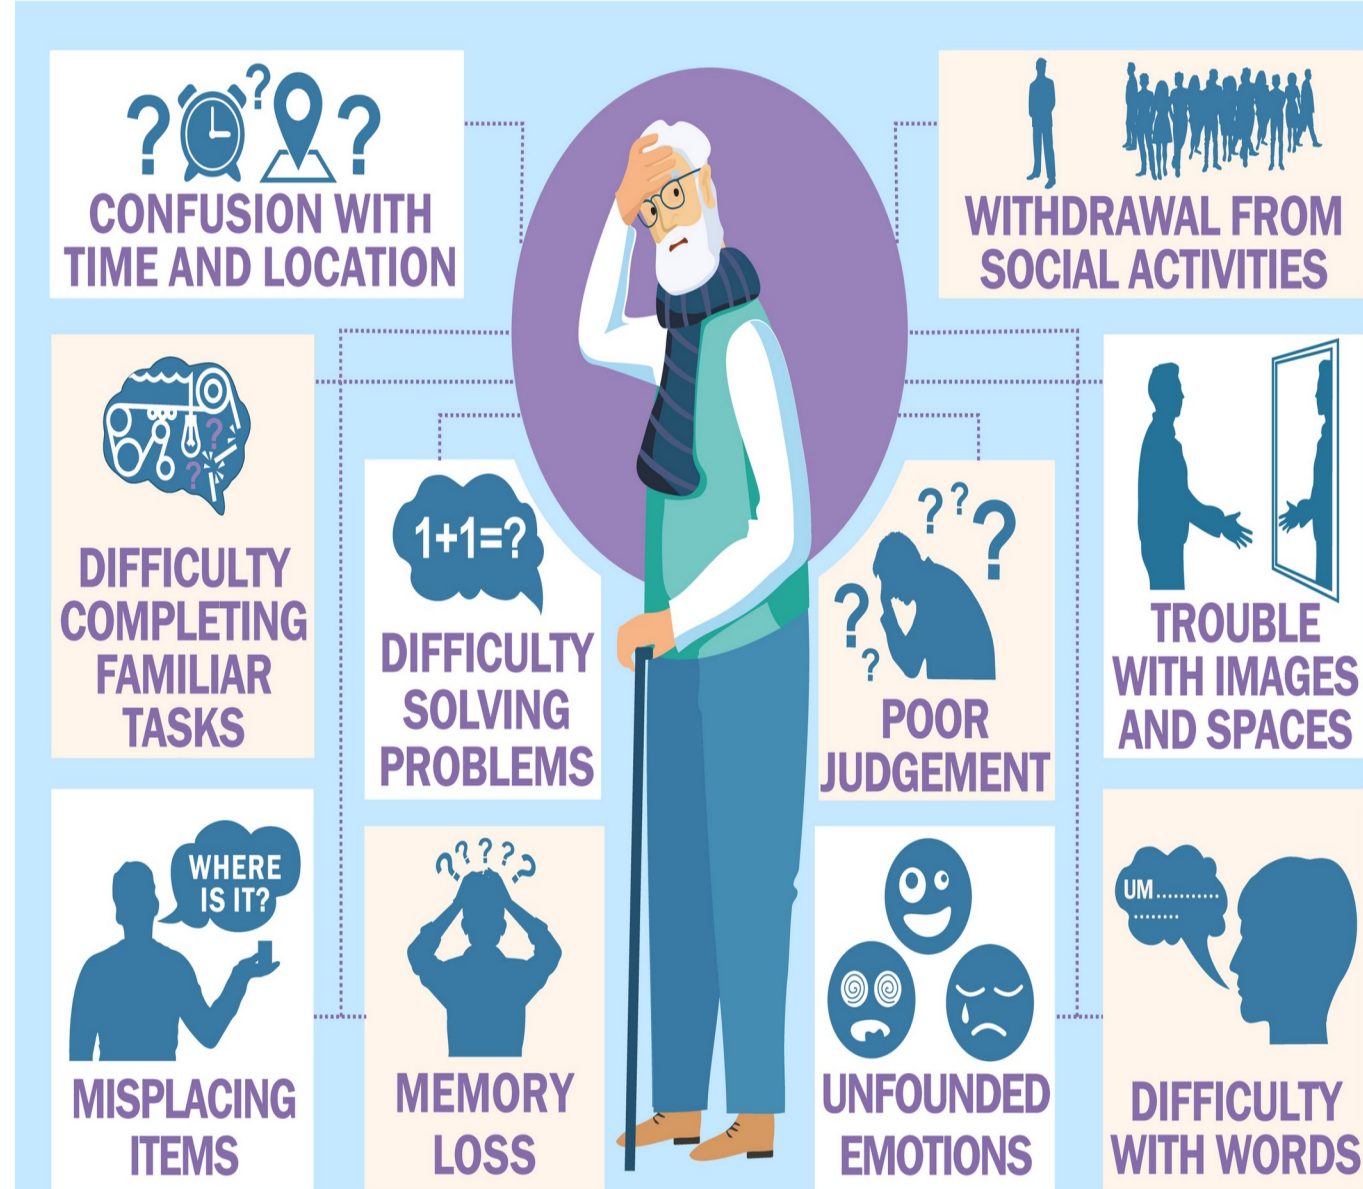 ? ? ?
CONFUSION WITH
TIME AND LOCATION
WITHDRAWAL FROM
SOCIAL ACTIVITIES
? ?
DIFFICULTY
COMPLETING
FAMILIAR
TASKS
1+1=?
DIFFICULTY
SOLVING
PROBLEMS
? ? ?
? ?
POOR
JUDGEMENT
TROUBLE
WITH IMAGES
AND SPACES
WHERE
IS IT?
MISPLACING
ITEMS
? ? ? ? ?
MEMORY
LOSS
UNFOUNDED
EMOTIONS
UM...........
........
DIFFICULTY
WITH WORDS